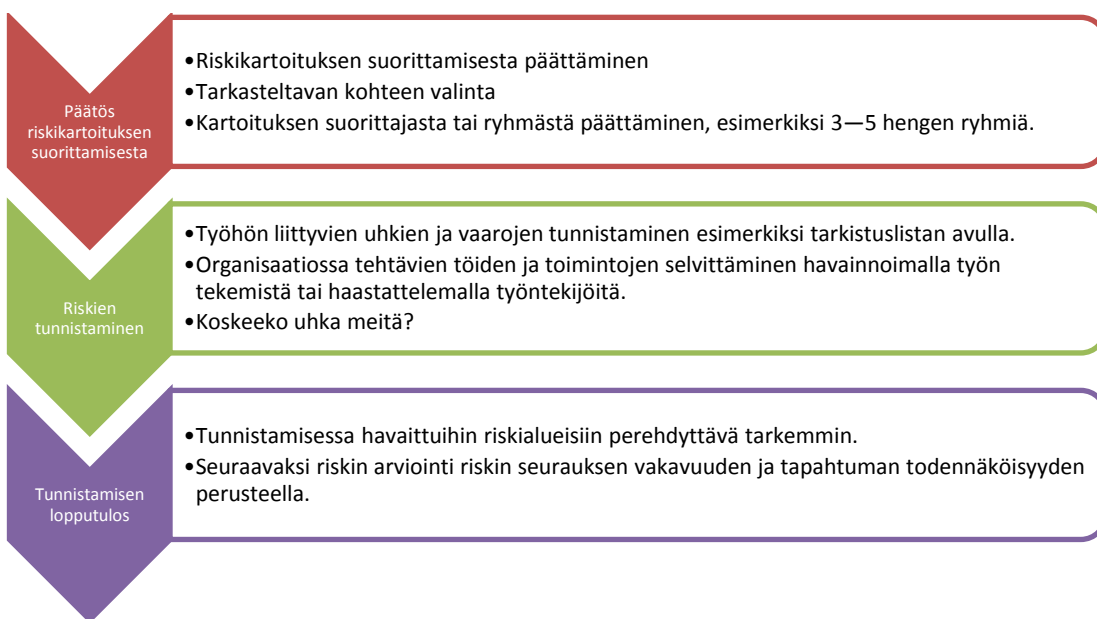 Päätös
riskikartoituksen
suorittamisesta
•Riskikartoituksen suorittamisesta päättäminen
•Tarkasteltavan kohteen valinta
•Kartoituksen suorittajasta tai ryhmästä päättäminen, esimerkiksi 3—5 hengen ryhmiä.
Riskien
tunnistaminen
•Työhön liittyvien uhkien ja vaarojen tunnistaminen esimerkiksi tarkistuslistan avulla.
•Organisaatiossa tehtävien töiden ja toimintojen selvittäminen havainnoimalla työn
tekemistä tai haastattelemalla työntekijöitä.
•Koskeeko uhka meitä?
Tunnistamisen
lopputulos
•Tunnistamisessa havaittuihin riskialueisiin perehdyttävä tarkemmin.
•Seuraavaksi riskin arviointi riskin seurauksen vakavuuden ja tapahtuman todennäköisyyden
perusteella.